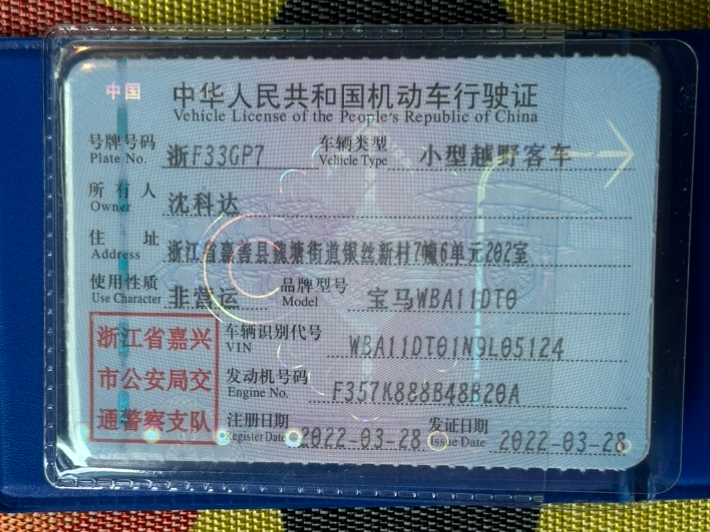 中国
中华人民共和国机动车行驶证
Vehicle License of the People's Republic of China
号牌号码 浙F33GP7 车辆类型 小型越野客车
Plate No. Vehicle Type
所有人 沈科达
Owner
住址 浙江省嘉善县魏塘街道银丝新村7幢6单元202室
Address
使用性质 非营运 品牌型号 宝马WBA11DT0
Use Character Model
浙江省嘉兴
市公安局交
通警察支队
车辆识别代号 WBA11DT01N9L05124
VIN
发动机号码 F357K888B48B20A
Engine No.
注册日期 2022-03-28 发证日期 2022-03-28
Register Date Issue Date